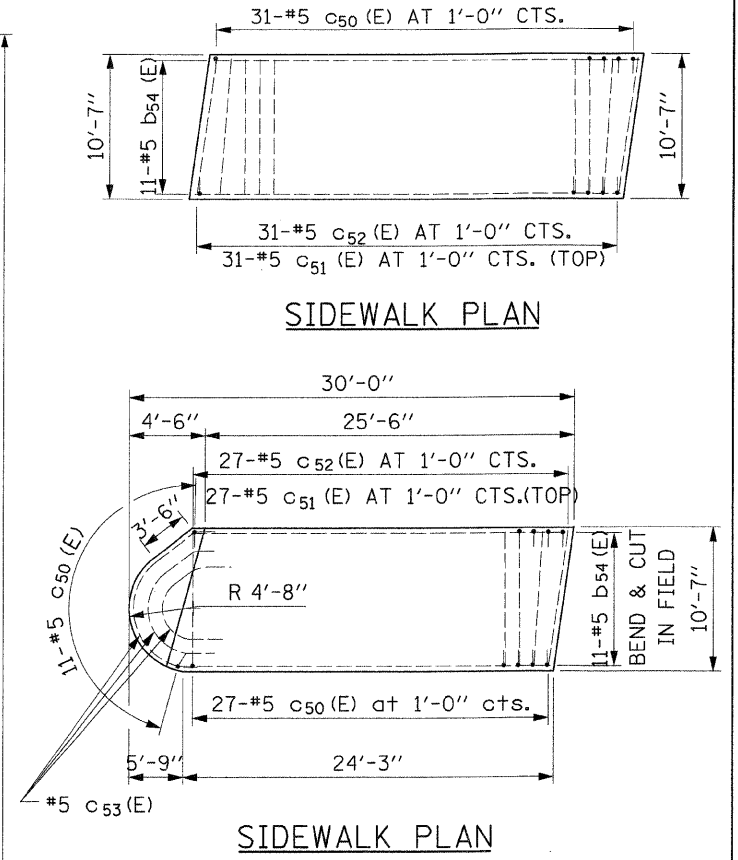 31-#5 c50 (E) AT 1'-0" CTS.
10'-7"
11-#5 b54 (E)
10'-7"
31-#5 c52 (E) AT 1'-0" CTS.
31-#5 c51 (E) AT 1'-0" CTS. (TOP)
SIDEWALK PLAN
30'-0"
4'-6"
25'-6"
27-#5 c52 (E) AT 1'-0" CTS.
27-#5 c51 (E) AT 1'-0" CTS.(TOP)
3'-6"
11-#5 c50 (E)
R 4'-8"
11-#5 b54 (E)
BEND & CUT
IN FIELD
10'-7"
27-#5 c50 (E) at 1'-0" cts.
5'-9"
24'-3"
#5 c53 (E)
SIDEWALK PLAN